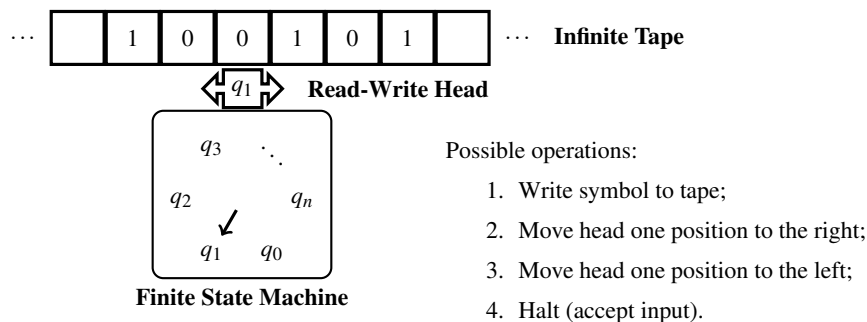 ⋯ 1 0 0 1 0 1 ⋯ Infinite Tape
q₁ Read-Write Head
q₃ ⋱
q₂ qₙ
q₁ q₀
Finite State Machine
Possible operations:
1. Write symbol to tape;
2. Move head one position to the right;
3. Move head one position to the left;
4. Halt (accept input).